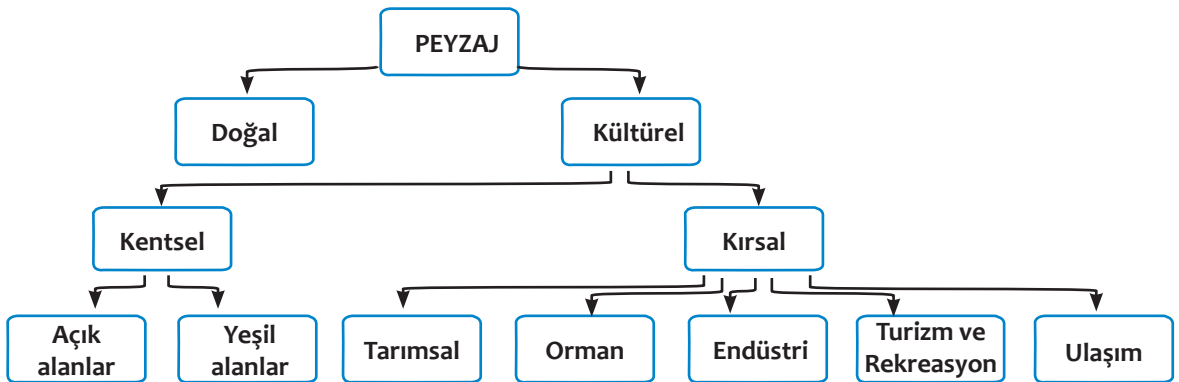 PEYZAJ
Doğal
Kültürel
Kentsel
Kırsal
Açık
alanlar
Yeşil
alanlar
Tarımsal
Orman
Endüstri
Turizm ve
Rekreasyon
Ulaşım